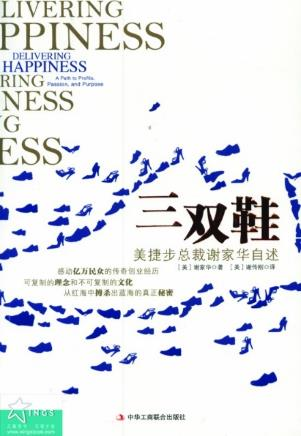 LIVERING
PPINESS
DELIVERING
HAPPINESS
A Path to Profits,
Passion, and Purpose
RING
NESS
G
ESS
三双鞋
美捷步总裁谢家华自述
[美]谢家华◎著 [美]谢传刚◎译
感动亿万民众的传奇创业经历
可复制的理念和不可复制的文化
从红海中搏杀出蓝海的真正秘密
WINGS
中华工商联合出版社